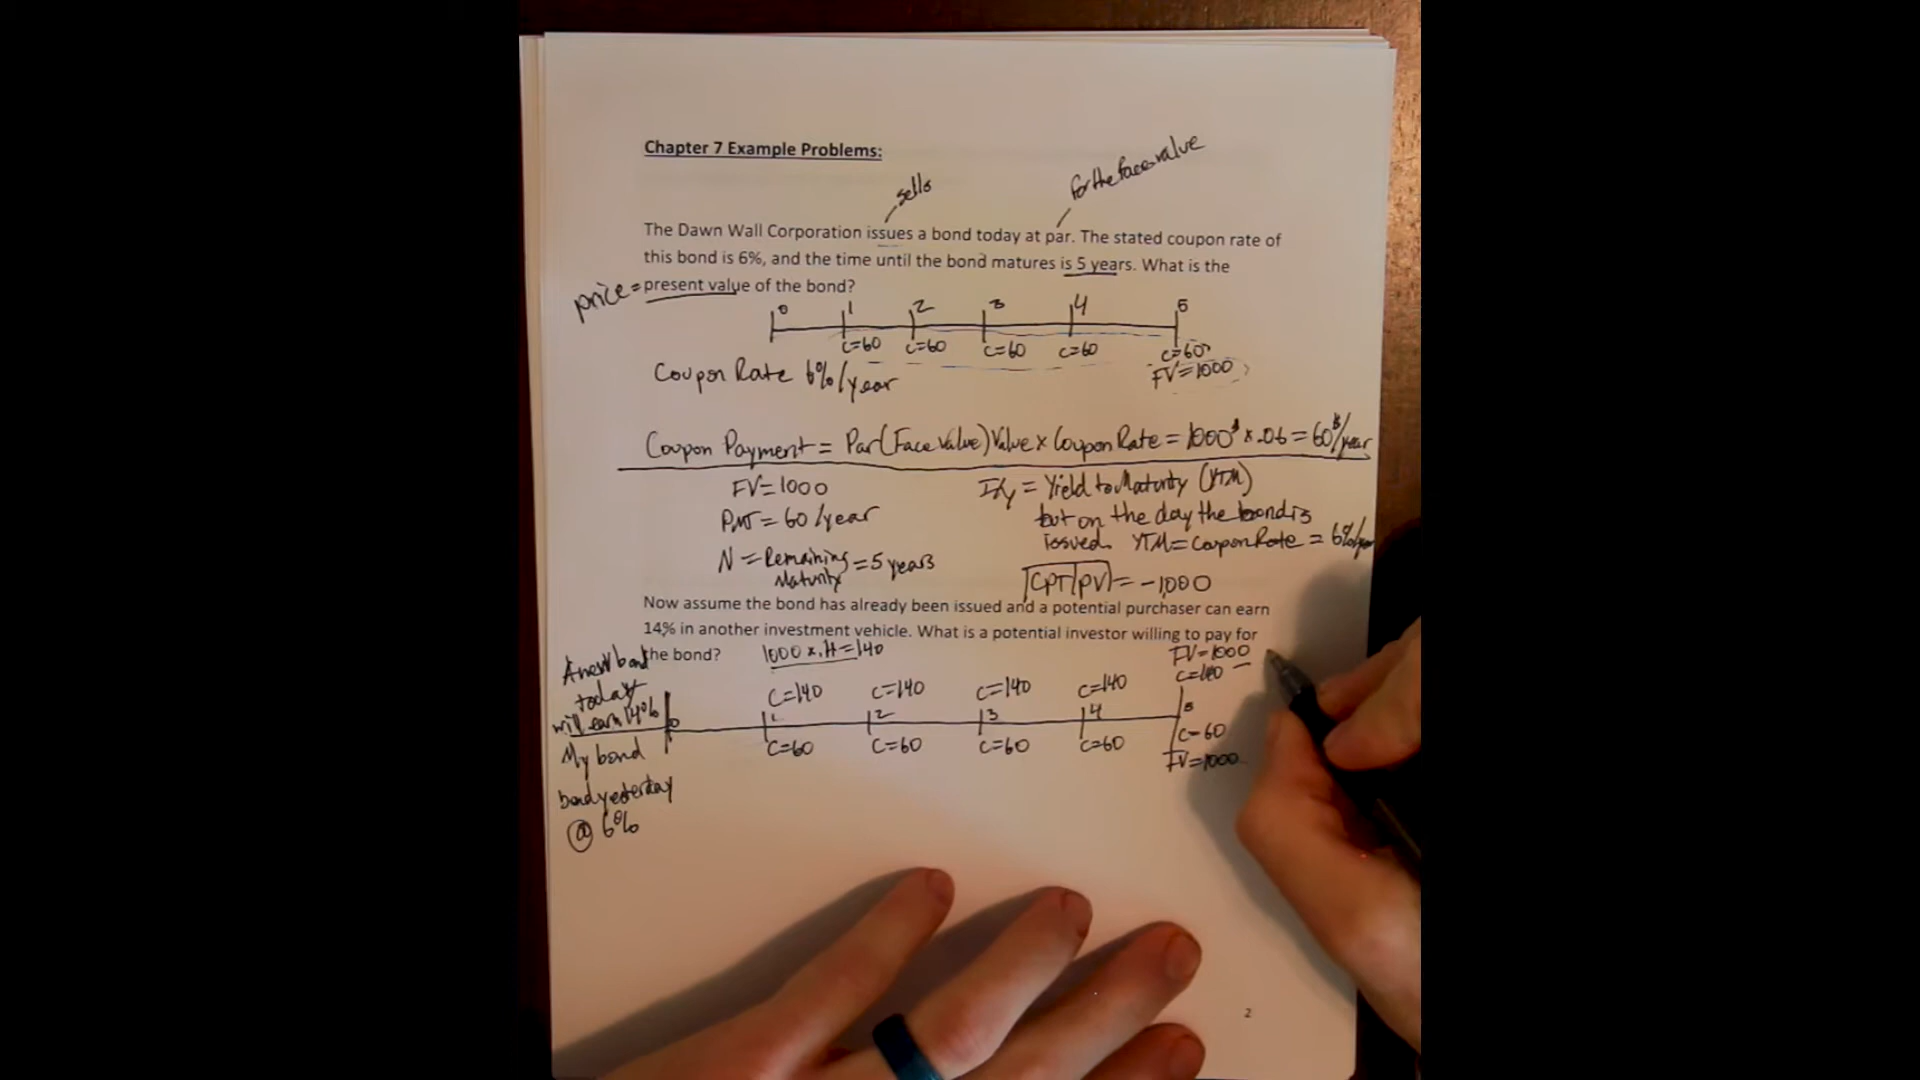 Chapter 7 Example Problems:
sells
for the face value
The Dawn Wall Corporation issues a bond today at par. The stated coupon rate of
this bond is 6%, and the time until the bond matures is 5 years. What is the
price = present value of the bond?
0 1 2 3 4 5
C=60 C=60 C=60 C=60 C=60
FV=1000
Coupon Rate 6%/year
Coupon Payment = Par (Face Value) Value x Coupon Rate = 1000$ x .06 = 60$/year
FV=1000
PMT = 60/year
N = Remaining Maturity = 5 years
I/y = Yield to Maturity (YTM)
but on the day the bond is
issued YTM = Coupon Rate = 6%/year
CPT PV = -1,000
Now assume the bond has already been issued and a potential purchaser can earn
14% in another investment vehicle. What is a potential investor willing to pay for
the bond? 1000 x .14=140
A new bond
today
will earn 14%
FV=1000
C=140 C=140 C=140 C=140 C=140
0 1 2 3 4 5
C=60 C=60 C=60 C=60 C=60
FV=1000
My bond
bond yesterday
@ 6%
2